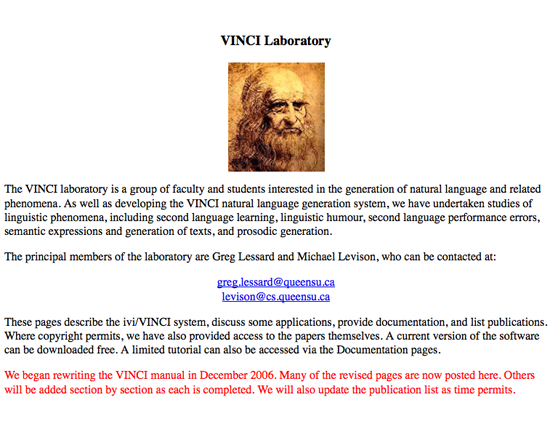 VINCI Laboratory
The VINCI laboratory is a group of faculty and students interested in the generation of natural language and related
phenomena. As well as developing the VINCI natural language generation system, we have undertaken studies of
linguistic phenomena, including second language learning, linguistic humour, second language performance errors,
semantic expressions and generation of texts, and prosodic generation.
The principal members of the laboratory are Greg Lessard and Michael Levison, who can be contacted at:
greg.lessard@queensu.ca
levison@cs.queensu.ca
These pages describe the ivi/VINCI system, discuss some applications, provide documentation, and list publications.
Where copyright permits, we have also provided access to the papers themselves. A current version of the software
can be downloaded free. A limited tutorial can also be accessed via the Documentation pages.
We began rewriting the VINCI manual in December 2006. Many of the revised pages are now posted here. Others
will be added section by section as each is completed. We will also update the publication list as time permits.